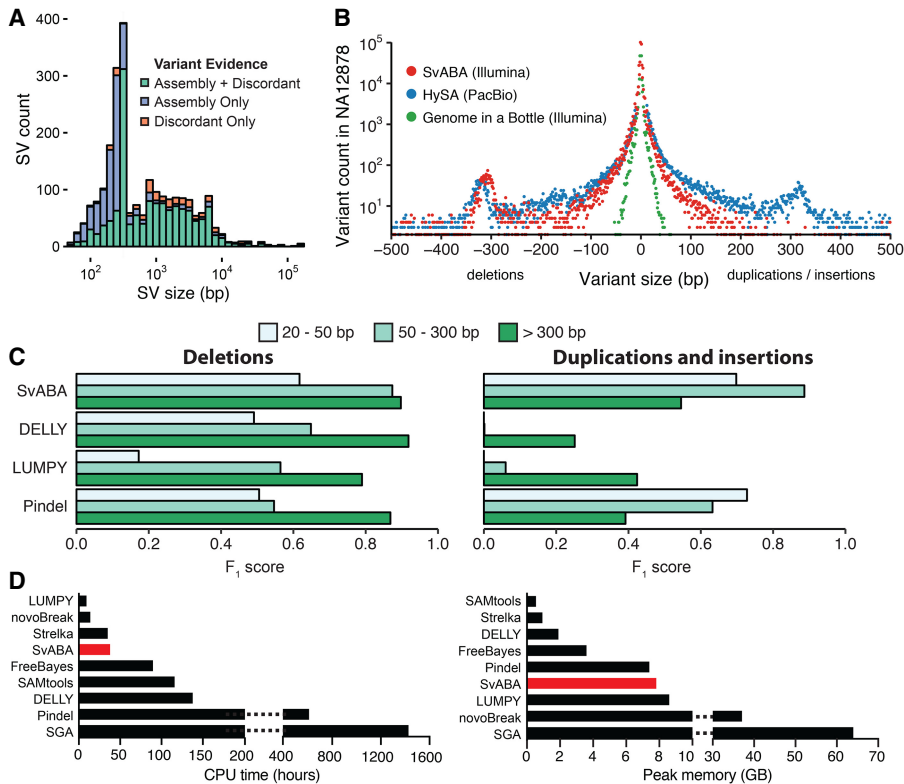 A
400
300
200
100
0
SV count
Variant Evidence
Assembly + Discordant
Assembly Only
Discordant Only
10² 10³ 10⁴ 10⁵
SV size (bp)
B
10⁵
10⁴
10³
10²
10¹
Variant count in NA12878
SvABA (Illumina)
HySA (PacBio)
Genome in a Bottle (Illumina)
−500 −400 −300 −200 −100 0 100 200 300 400 500
deletions Variant size (bp) duplications / insertions
20 - 50 bp 50 - 300 bp > 300 bp
C
Deletions
SvABA
DELLY
LUMPY
Pindel
0.0 0.2 0.4 0.6 0.8 1.0
F₁ score
Duplications and insertions
0.0 0.2 0.4 0.6 0.8 1.0
F₁ score
D
LUMPY
novoBreak
Strelka
SvABA
FreeBayes
SAMtools
DELLY
Pindel
SGA
0 50 100 150 200 400 800 1200 1600
CPU time (hours)
SAMtools
Strelka
DELLY
FreeBayes
Pindel
SvABA
LUMPY
novoBreak
SGA
0 2 4 6 8 10 30 40 50 60 70
Peak memory (GB)